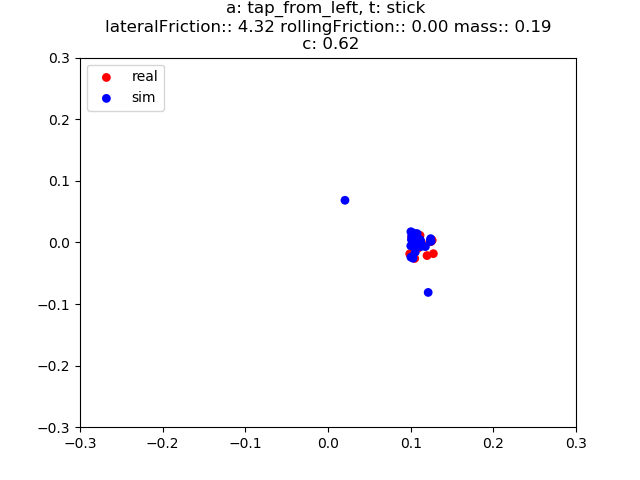 a: tap_from_left, t: stick
lateralFriction:: 4.32 rollingFriction:: 0.00 mass:: 0.19
c: 0.62
real
sim
0.3
0.2
0.1
0.0
−0.1
−0.2
−0.3
−0.3 −0.2 −0.1 0.0 0.1 0.2 0.3